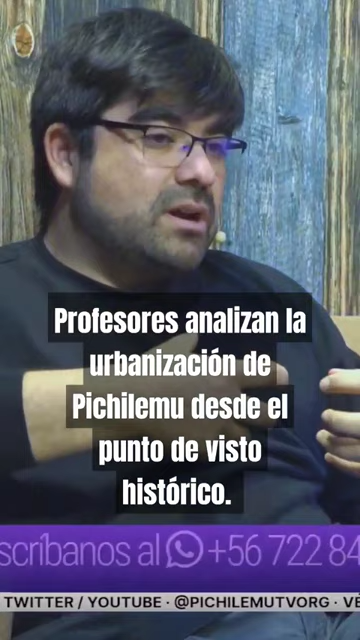 Profesores analizan la
urbanización de
Pichilemu desde el
punto de visto
histórico.
scríbanos al +56 722 84
TWITTER / YOUTUBE · @PICHILEMUTVORG ·